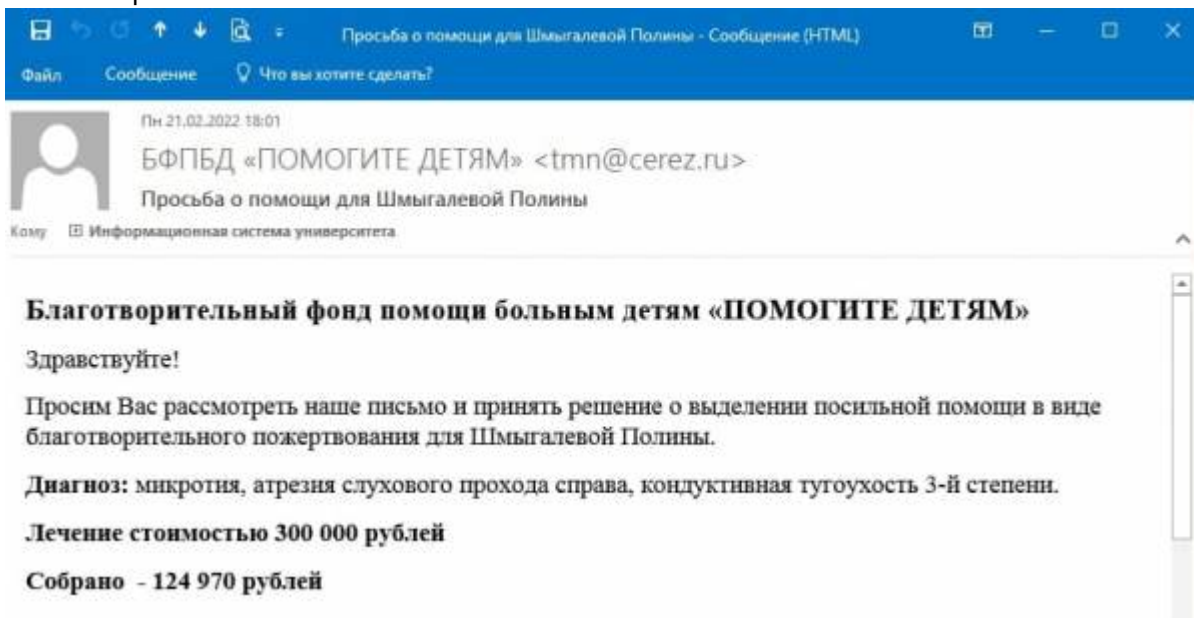 Просьба о помощи для Шмыгалевой Полины - Сообщение (HTML)
Файл Сообщение Что вы хотите сделать?
Пн 21.02.2022 18:01
БФПБД «ПОМОГИТЕ ДЕТЯМ» <tmn@cerez.ru>
Просьба о помощи для Шмыгалевой Полины
Кому Информационная система университета
Благотворительный фонд помощи больным детям «ПОМОГИТЕ ДЕТЯМ»
Здравствуйте!
Просим Вас рассмотреть наше письмо и принять решение о выделении посильной помощи в виде
благотворительного пожертвования для Шмыгалевой Полины.
Диагноз: микротия, атрезия слухового прохода справа, кондуктивная тугоухость 3-й степени.
Лечение стоимостью 300 000 рублей
Собрано - 124 970 рублей